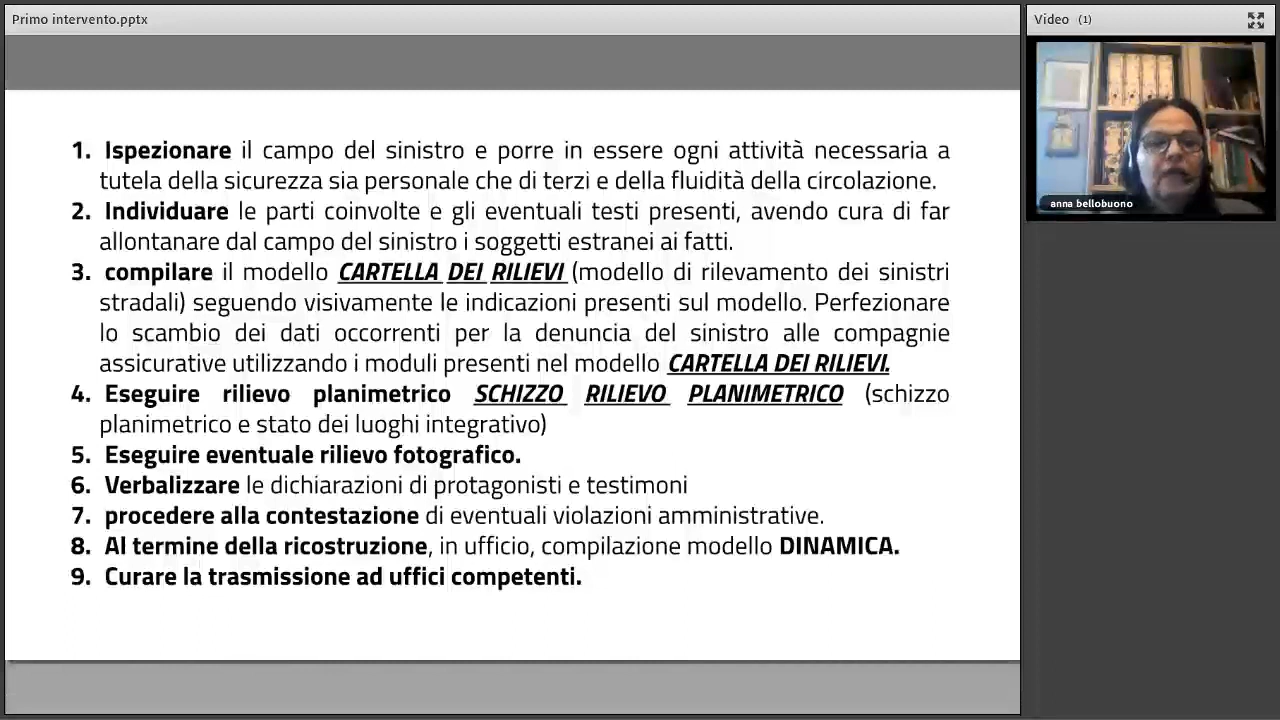 Primo intervento.pptx
Video (1)
1. Ispezionare il campo del sinistro e porre in essere ogni attività necessaria a
tutela della sicurezza sia personale che di terzi e della fluidità della circolazione.
2. Individuare le parti coinvolte e gli eventuali testi presenti, avendo cura di far
allontanare dal campo del sinistro i soggetti estranei ai fatti.
3. compilare il modello CARTELLA DEI RILIEVI (modello di rilevamento dei sinistri
stradali) seguendo visivamente le indicazioni presenti sul modello. Perfezionare
lo scambio dei dati occorrenti per la denuncia del sinistro alle compagnie
assicurative utilizzando i moduli presenti nel modello CARTELLA DEI RILIEVI.
4. Eseguire rilievo planimetrico SCHIZZO RILIEVO PLANIMETRICO (schizzo
planimetrico e stato dei luoghi integrativo)
5. Eseguire eventuale rilievo fotografico.
6. Verbalizzare le dichiarazioni di protagonisti e testimoni
7. procedere alla contestazione di eventuali violazioni amministrative.
8. Al termine della ricostruzione, in ufficio, compilazione modello DINAMICA.
9. Curare la trasmissione ad uffici competenti.
anna bellobuono